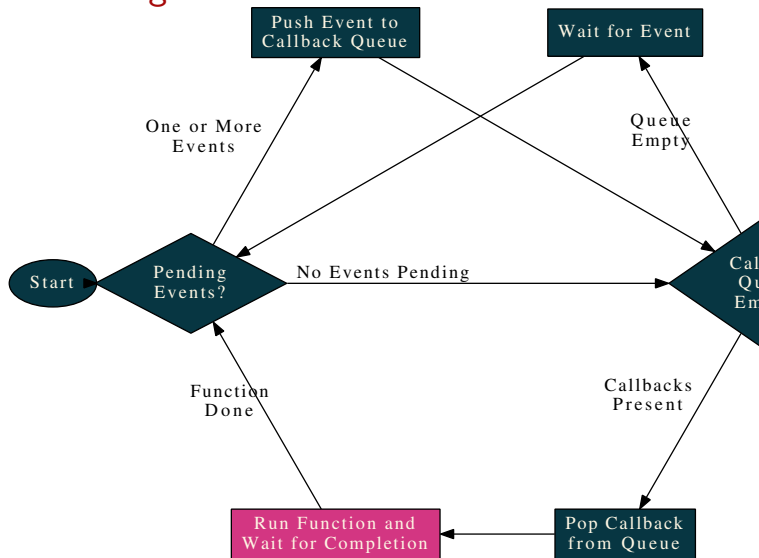 Push Event to
Callback Queue
Wait for Event
One or More
Events
Queue
Empty
Start
Pending
Events?
No Events Pending
Function
Done
Callbacks
Present
Run Function and
Wait for Completion
Pop Callback
from Queue